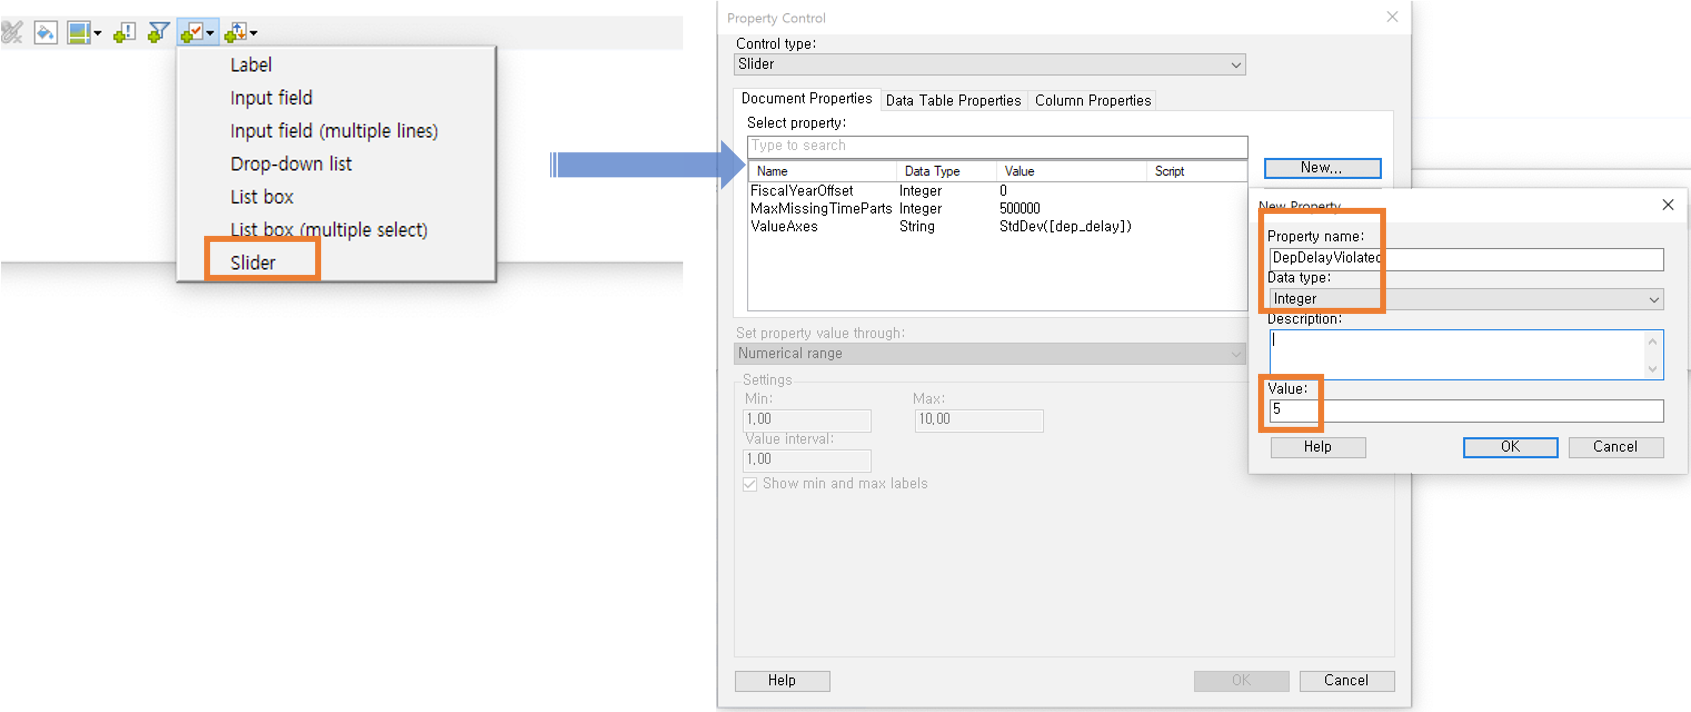 Label
Input field
Input field (multiple lines)
Drop-down list
List box
List box (multiple select)
Slider
Property Control
Control type:
Slider
Document Properties
Data Table Properties
Column Properties
Select property:
Type to search
Name Data Type Value Script
FiscalYearOffset Integer 0
MaxMissingTimeParts Integer 500000
ValueAxes String StdDev([dep_delay])
New...
Set property value through:
Numerical range
Settings
Min: Max:
1,00 10,00
Value interval:
1,00
Show min and max labels
Help OK Cancel
New Property
Property name:
DepDelayViolated
Data type:
Integer
Description:
Value:
5
Help OK Cancel